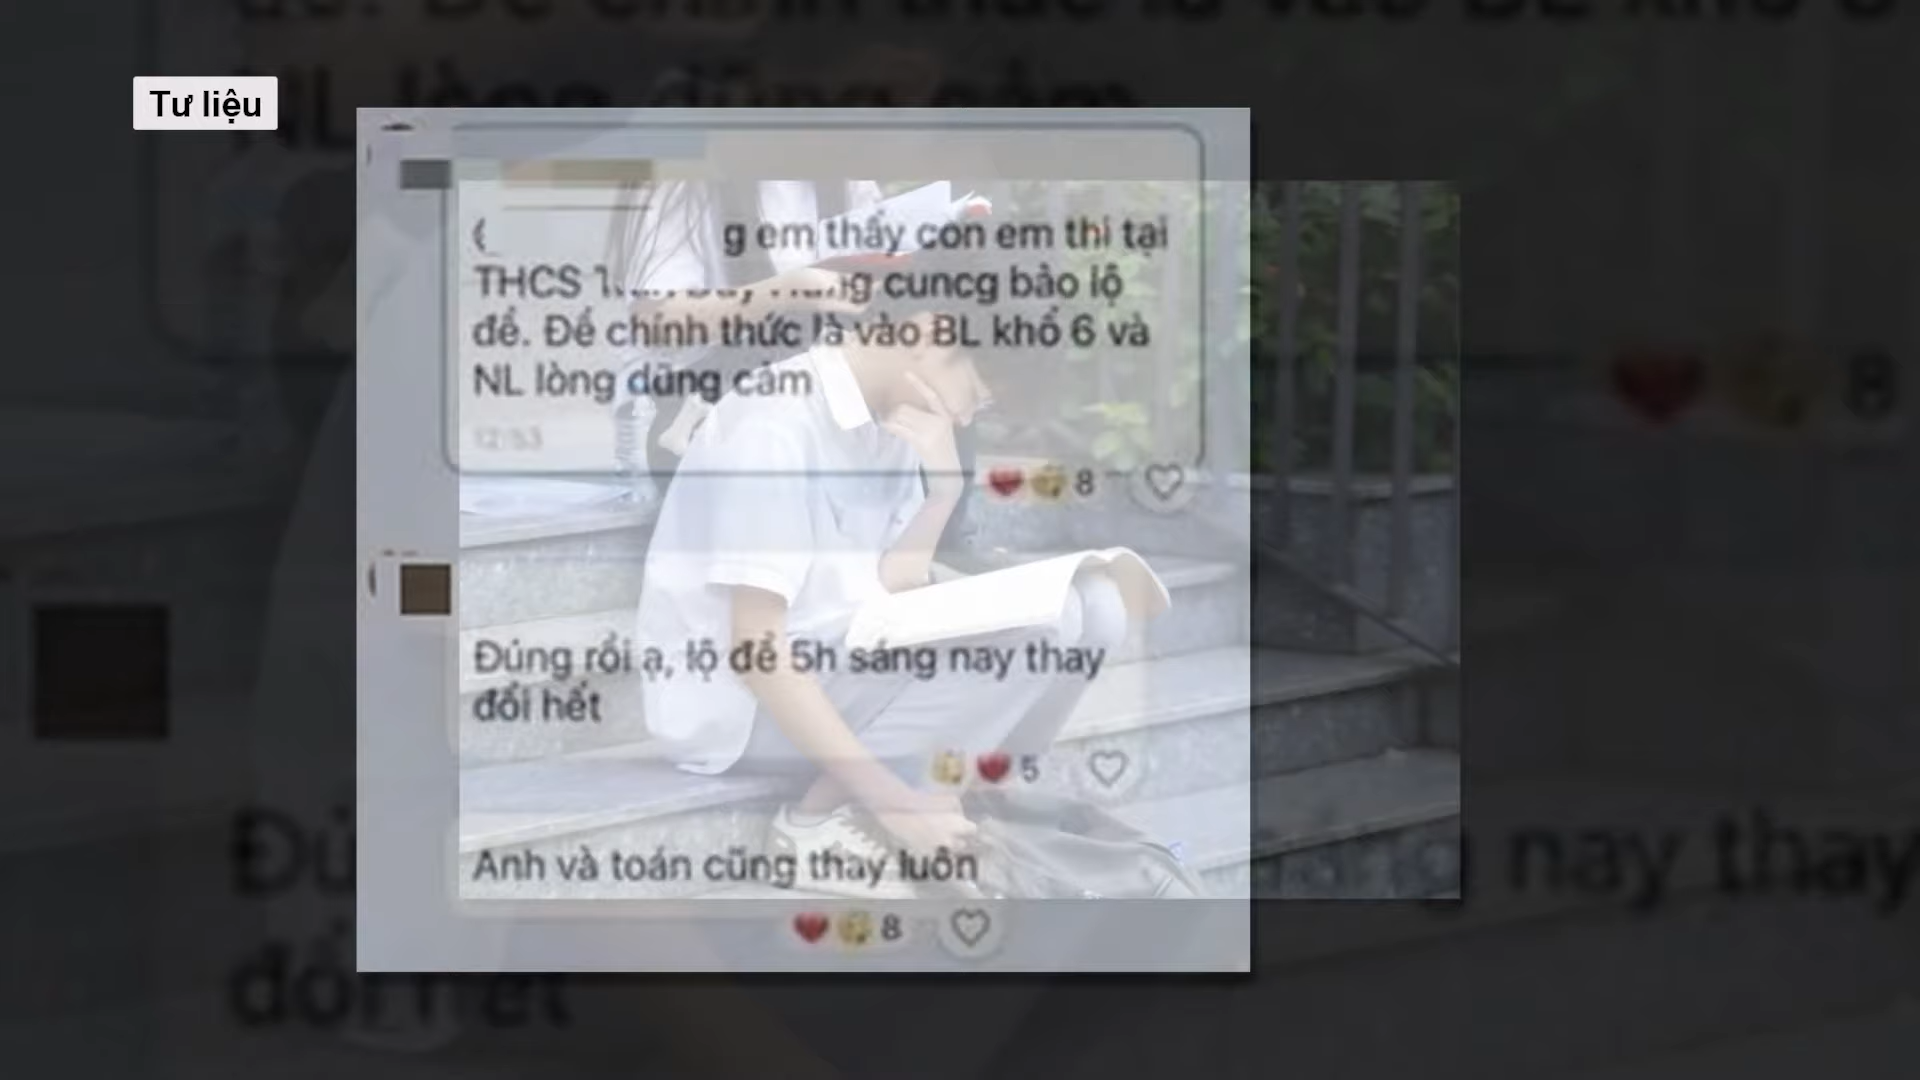 Tư liệu
g em thấy con em thi tại
THCS cuncg bảo lộ
đề. Đề chính thức là vào BL khổ 6 và
NL lòng dũng cảm
12:53
8
Đúng rồi ạ, lộ đề 5h sáng nay thay
đổi hết
5
Anh và toán cũng thay luôn
8